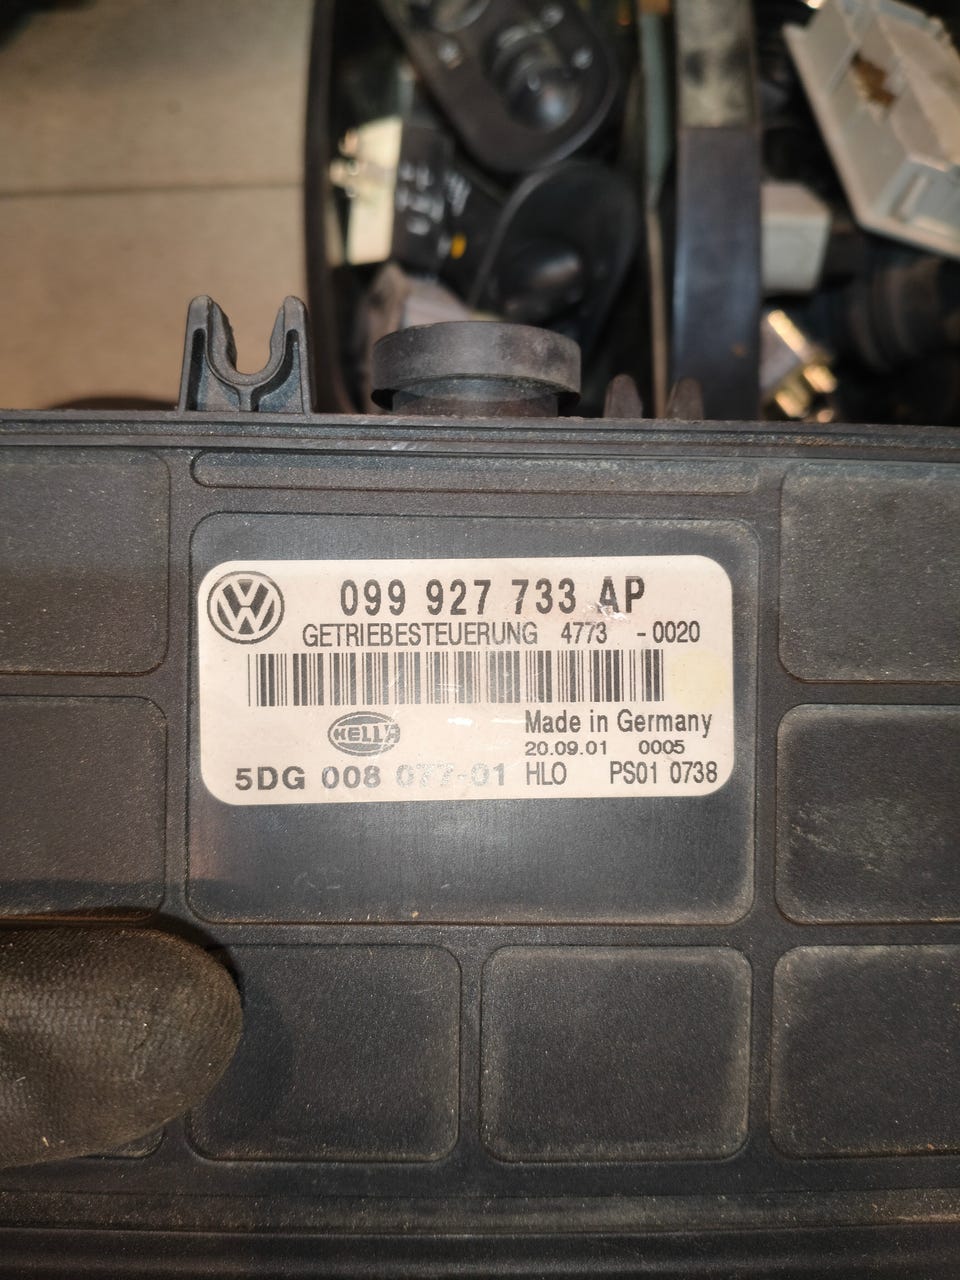 099 927 733 AP
GETRIEBESTEUERUNG 4773 -0020
HELLA
Made in Germany
20.09.01 0005
5DG 008 077-01 HLO PS01 0738